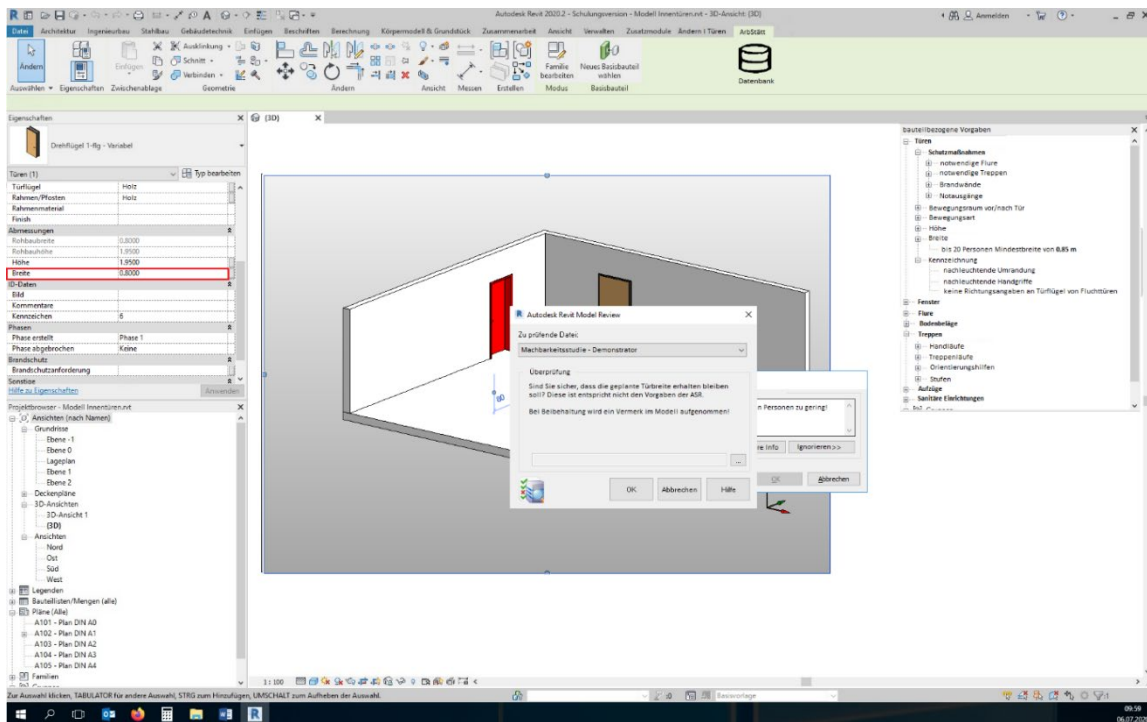 Autodesk Revit 2020.2 - Schulungsversion - Modell Innentüren.rvt - 3D-Ansicht: {3D}
Anmelden
Datei Architektur Ingenieurbau Stahlbau Gebäudetechnik Einfügen Beschriften Berechnung Körpermodell & Grundstück Zusammenarbeit Ansicht Verwalten Zusatzmodule Ändern | Türen ArbStätt
Ändern
Einfügen
Ausklinkung
Schnitt
Verbinden
Familie bearbeiten
Neues Basisbauteil wählen
Datenbank
Auswählen Eigenschaften Zwischenablage Geometrie Ändern Ansicht Messen Erstellen Modus Basisbauteil
Eigenschaften
{3D}
Drehflügel 1-flg - Variabel
Türen (1) Typ bearbeiten
Türflügel Holz
Rahmen/Pfosten Holz
Rahmenmaterial
Finish
Abmessungen
Rohbaubreite 0.8000
Rohbauhöhe 1.9500
Höhe 1.9500
Breite 0.8000
ID-Daten
Bild
Kommentare
Kennzeichen 6
Phasen
Phase erstellt Phase 1
Phase abgebrochen Keine
Brandschutz
Brandschutzanforderung
Sonstige
Hilfe zu Eigenschaften Anwenden
Projektbrowser - Modell Innentüren.rvt
Ansichten (nach Namen)
Grundrisse
Ebene -1
Ebene 0
Lageplan
Ebene 1
Ebene 2
Deckenpläne
3D-Ansichten
3D-Ansicht 1
{3D}
Ansichten
Nord
Ost
Süd
West
Legenden
Bauteillisten/Mengen (alle)
Pläne (Alle)
A101 - Plan DIN A0
A102 - Plan DIN A1
A103 - Plan DIN A2
A104 - Plan DIN A3
A105 - Plan DIN A4
Familien
80
Autodesk Revit Model Review
Zu prüfende Datei:
Machbarkeitsstudie - Demonstrator
Überprüfung
Sind Sie sicher, dass die geplante Türbreite erhalten bleiben
soll? Diese ist entspricht nicht den Vorgaben der ASR.
Bei Beibehaltung wird ein Vermerk im Modell aufgenommen!
...
OK Abbrechen Hilfe
n Personen zu gering!
re Info Ignorieren>>
OK Abbrechen
bauteilbezogene Vorgaben
Türen
Schutzmaßnahmen
notwendige Flure
notwendige Treppen
Brandwände
Notausgänge
Bewegungsraum vor/nach Tür
Bewegungsart
Höhe
Breite
bis 20 Personen Mindestbreite von 0,85 m
Kennzeichnung
nachleuchtende Umrandung
nachleuchtende Handgriffe
keine Richtungsangaben an Türflügel von Fluchttüren
Fenster
Flure
Bodenbeläge
Treppen
Handläufe
Treppenläufe
Orientierungshilfen
Stufen
Aufzüge
Sanitäre Einrichtungen
1:100
Zur Auswahl klicken, TABULATOR für andere Auswahl, STRG zum Hinzufügen, UMSCHALT zum Aufheben der Auswahl.
:0
Basisvorlage
09:59